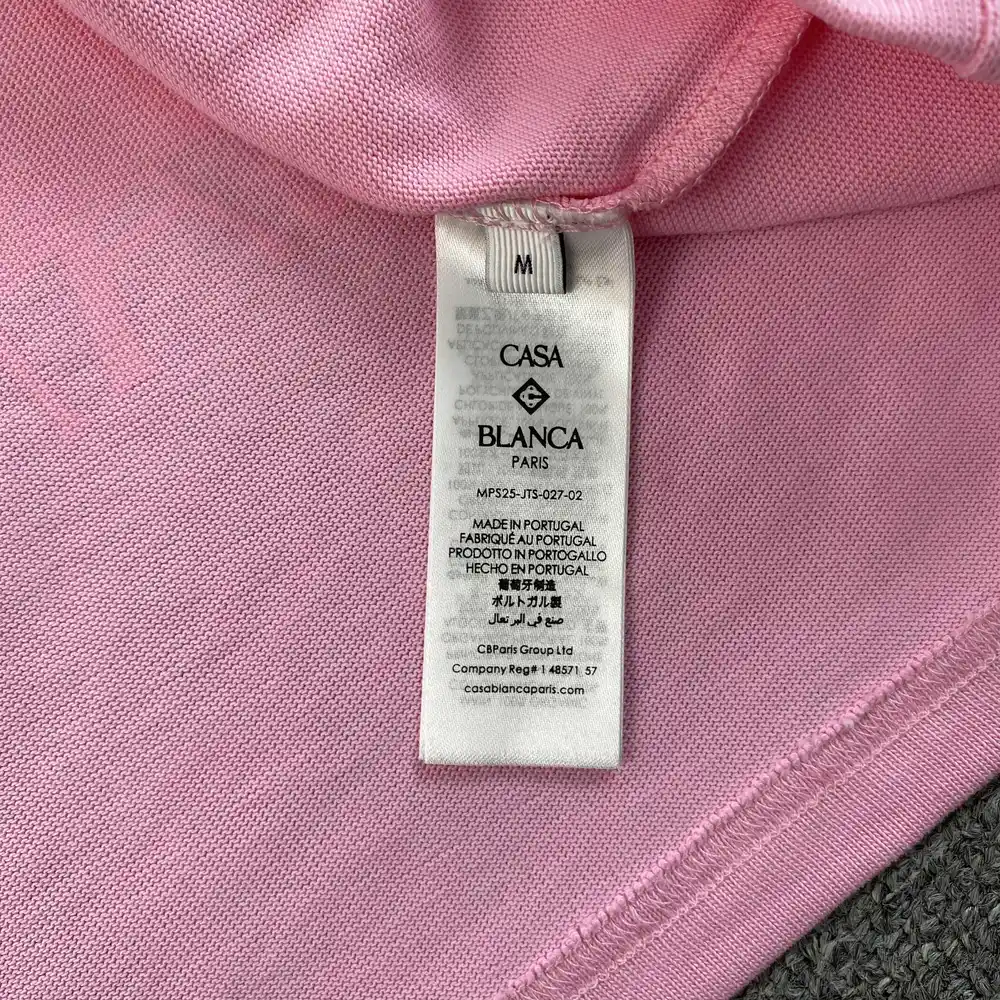 M
CASA
BLANCA
PARIS
MPS25-JTS-027-02
MADE IN PORTUGAL
FABRIQUÉ AU PORTUGAL
PRODOTTO IN PORTOGALLO
HECHO EN PORTUGAL
葡萄牙制造
ポルトガル製
صنع في البرتغال
CBParis Group Ltd
Company Reg# 1 48571 57
casablancaparis.com